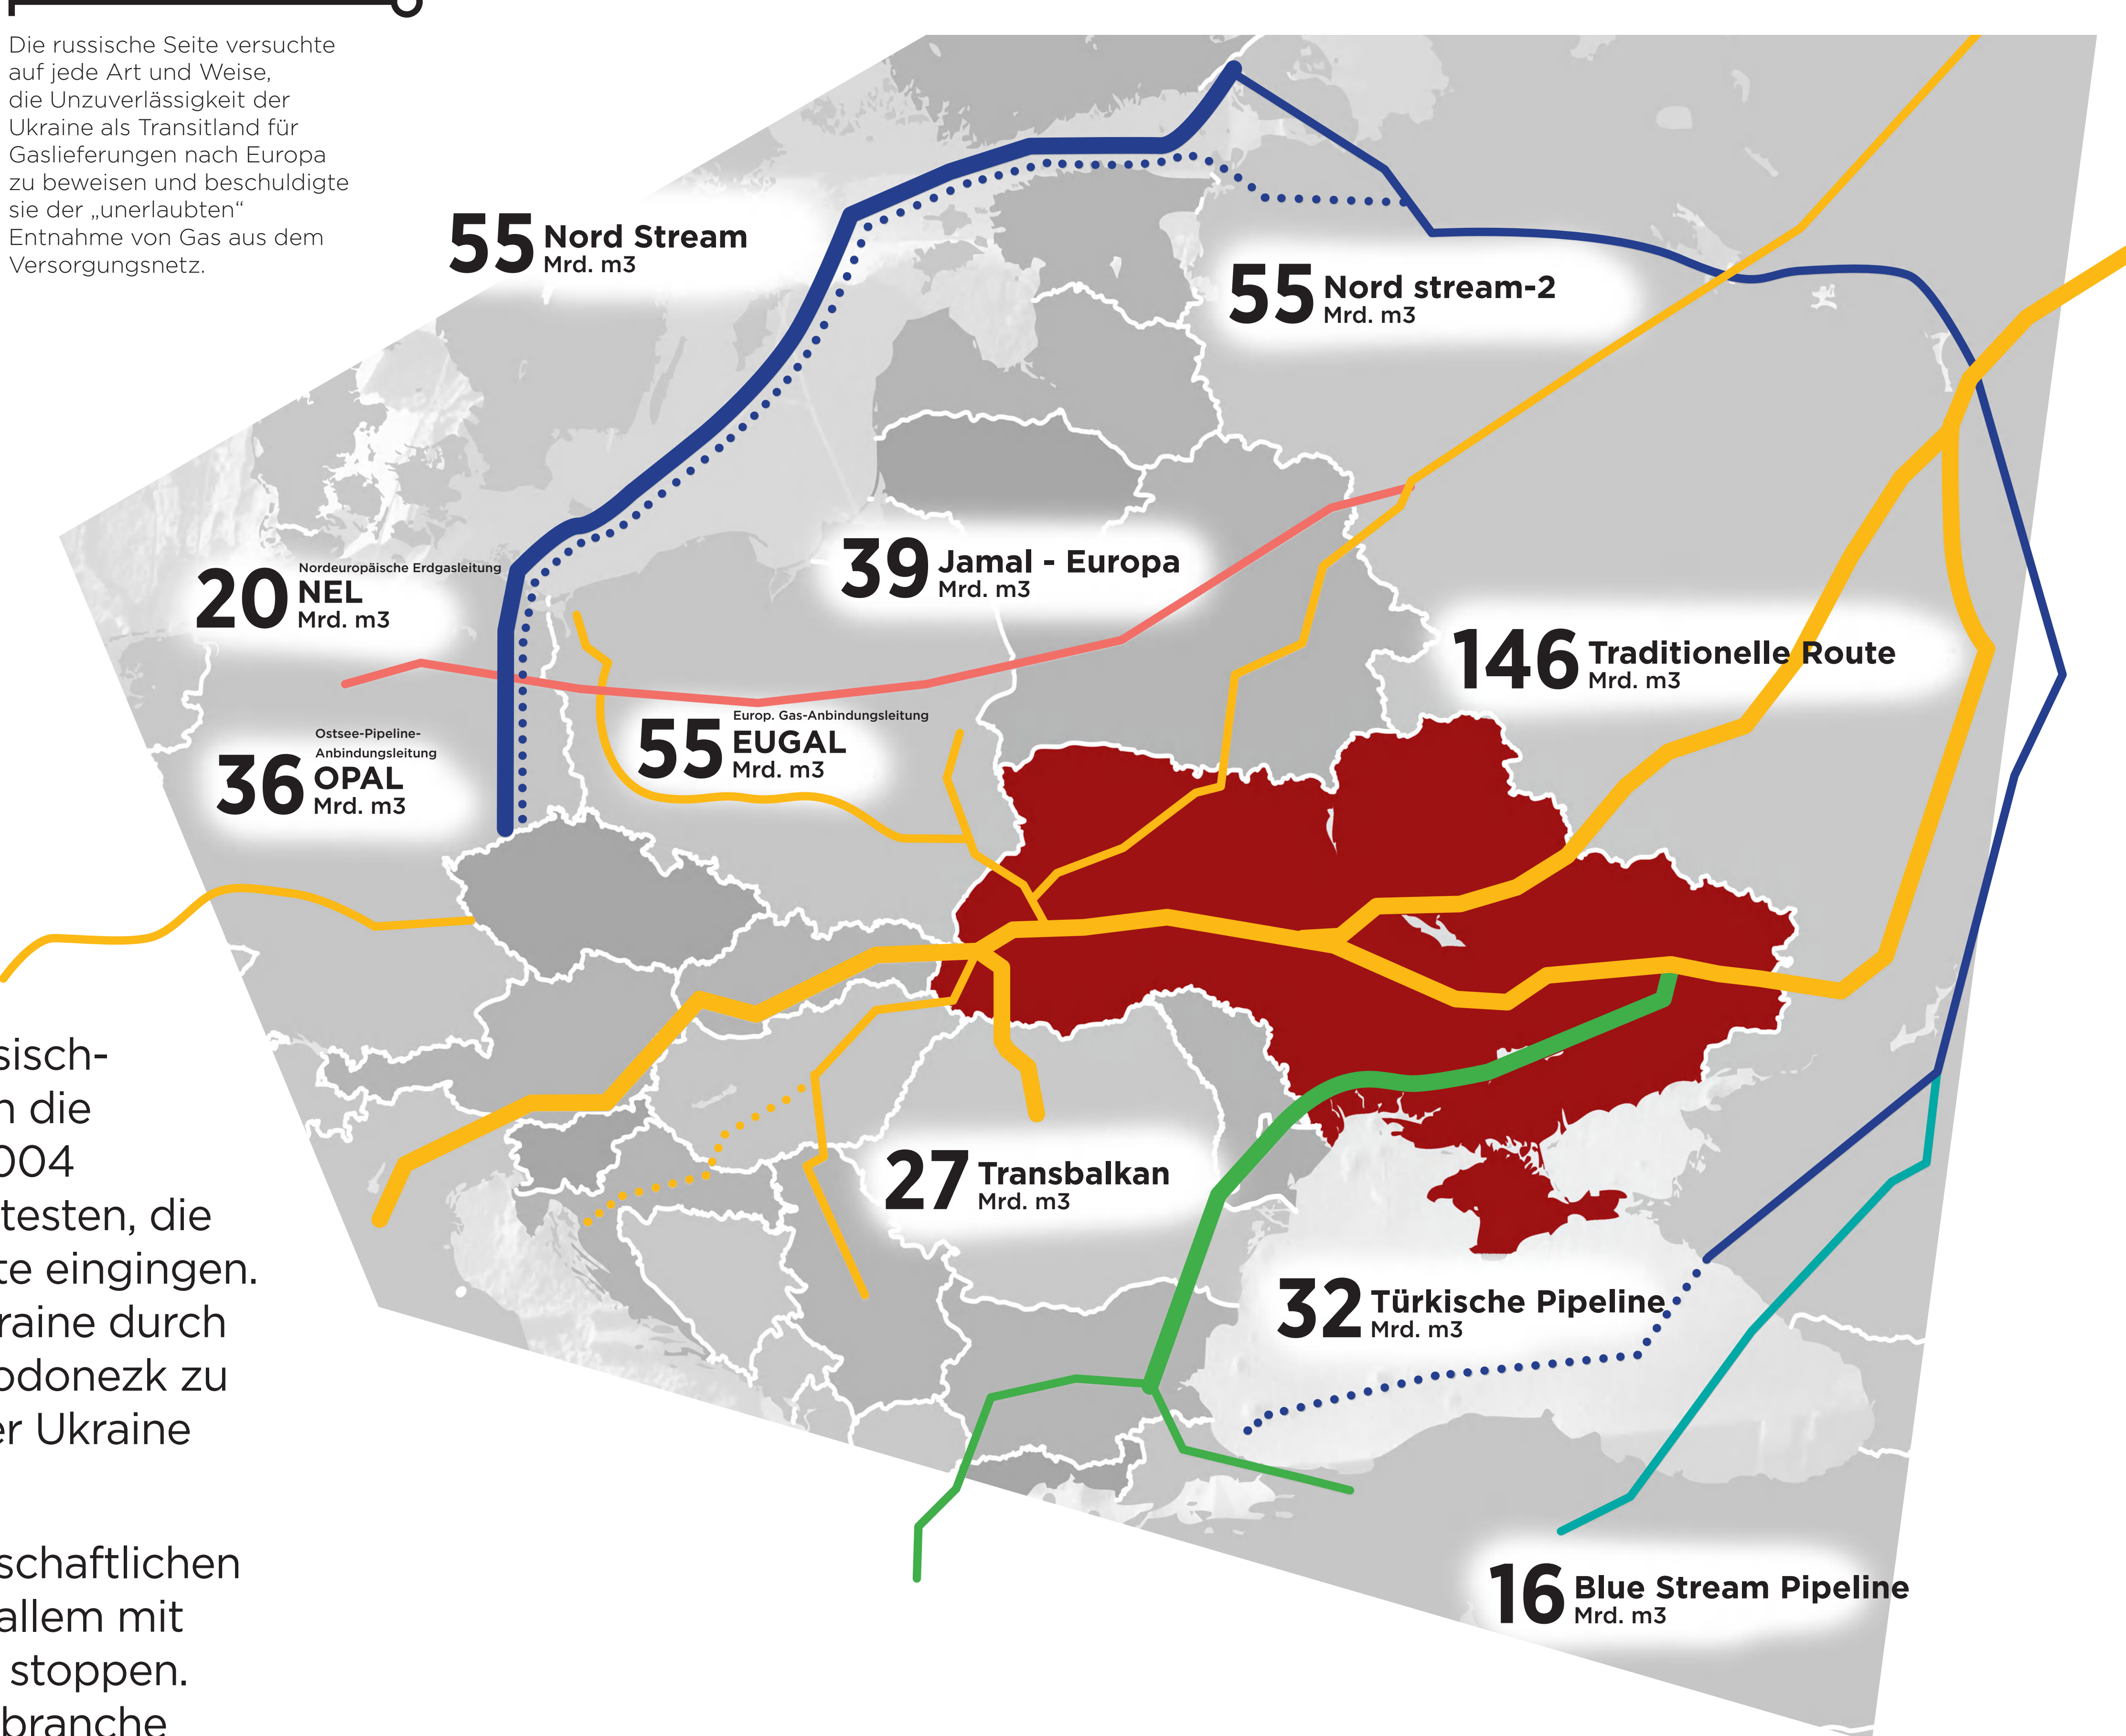 Die russische Seite versuchte
auf jede Art und Weise,
die Unzuverlässigkeit der
Ukraine als Transitland für
Gaslieferungen nach Europa
zu beweisen und beschuldigte
sie der „unerlaubten“
Entnahme von Gas aus dem
Versorgungsnetz.
55 Nord Stream
Mrd. m3
55 Nord stream-2
Mrd. m3
39 Jamal - Europa
Mrd. m3
Nordeuropäische Erdgasleitung
20 NEL
Mrd. m3
146 Traditionelle Route
Mrd. m3
Europ. Gas-Anbindungsleitung
55 EUGAL
Mrd. m3
Ostsee-Pipeline-
Anbindungsleitung
36 OPAL
Mrd. m3
27 Transbalkan
Mrd. m3
32 Türkische Pipeline
Mrd. m3
16 Blue Stream Pipeline
Mrd. m3
sisch-
n die
004
testen, die
te eingingen.
raine durch
odonezk zu
er Ukraine
schaftlichen
allem mit
stoppen.
branche